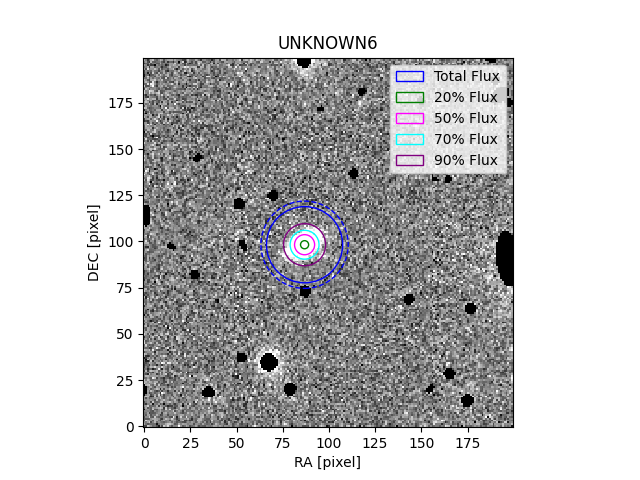 UNKNOWN6
Total Flux
20% Flux
50% Flux
70% Flux
90% Flux
175
150
125
100
75
50
25
0
DEC [pixel]
0 25 50 75 100 125 150 175
RA [pixel]